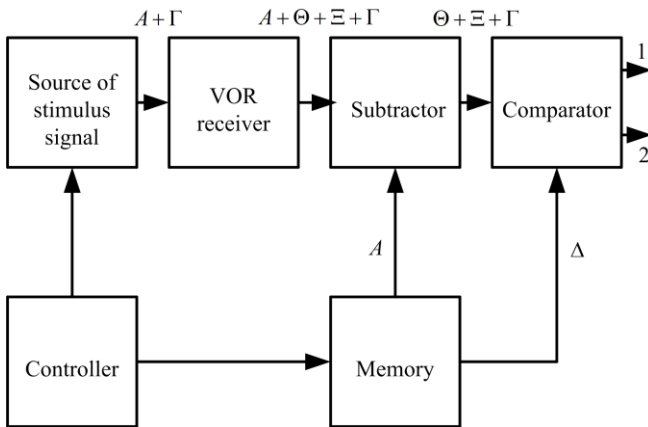 A + Γ
A + Θ + Ξ + Γ
Θ + Ξ + Γ
Source of
stimulus
signal
VOR
receiver
Subtractor
Comparator
1
2
A
Δ
Controller
Memory